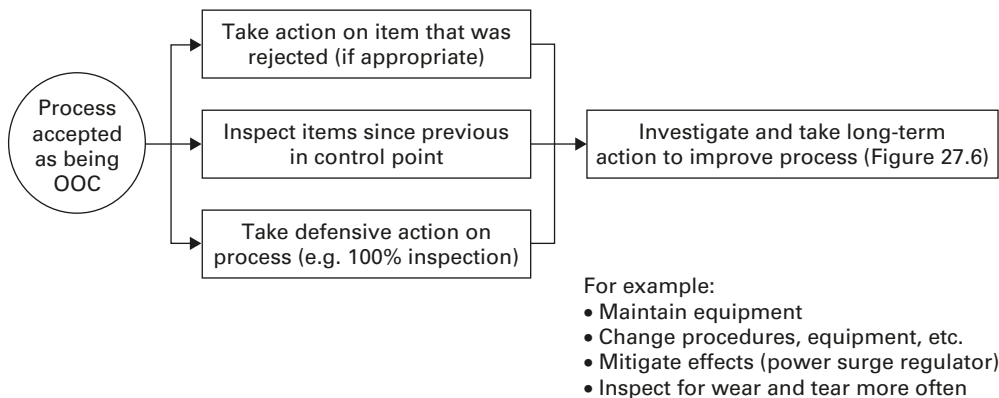 Process
accepted
as being
OOC
Take action on item that was
rejected (if appropriate)
Inspect items since previous
in control point
Take defensive action on
process (e.g. 100% inspection)
Investigate and take long-term
action to improve process (Figure 27.6)
For example:
• Maintain equipment
• Change procedures, equipment, etc.
• Mitigate effects (power surge regulator)
• Inspect for wear and tear more often